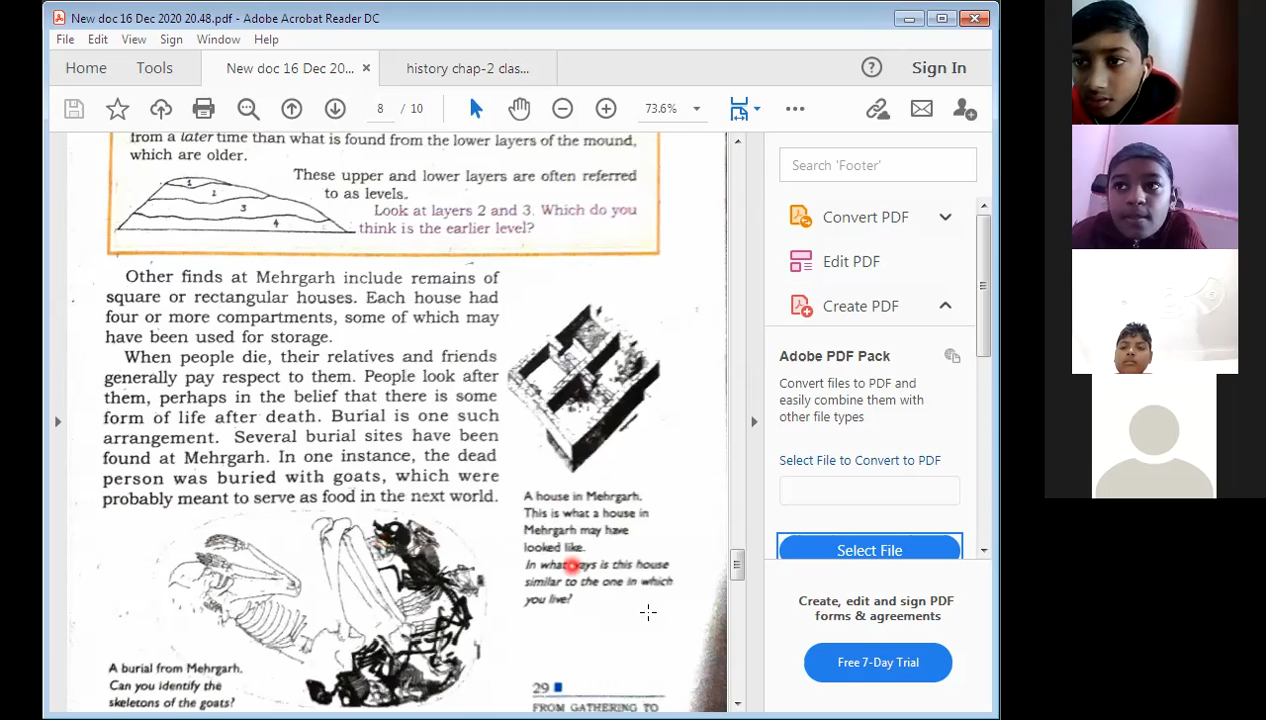 New doc 16 Dec 2020 20.48.pdf - Adobe Acrobat Reader DC
File Edit View Sign Window Help
Home Tools New doc 16 Dec 20... × history chap-2 clas... Sign In
8 / 10 73.6%
from a later time than what is found from the lower layers of the mound,
which are older.
These upper and lower layers are often referred
to as levels.
Look at layers 2 and 3. Which do you
think is the earlier level?
1
2
3
4
Other finds at Mehrgarh include remains of
square or rectangular houses. Each house had
four or more compartments, some of which may
have been used for storage.
When people die, their relatives and friends
generally pay respect to them. People look after
them, perhaps in the belief that there is some
form of life after death. Burial is one such
arrangement. Several burial sites have been
found at Mehrgarh. In one instance, the dead
person was buried with goats, which were
probably meant to serve as food in the next world.
A house in Mehrgarh.
This is what a house in
Mehrgarh may have
looked like.
In what ways is this house
similar to the one in which
you live?
A burial from Mehrgarh.
Can you identify the
skeletons of the goats?
29
FROM GATHERING TO
Search 'Footer'
Convert PDF
Edit PDF
Create PDF
Adobe PDF Pack
Convert files to PDF and
easily combine them with
other file types
Select File to Convert to PDF
Select File
Create, edit and sign PDF
forms & agreements
Free 7-Day Trial